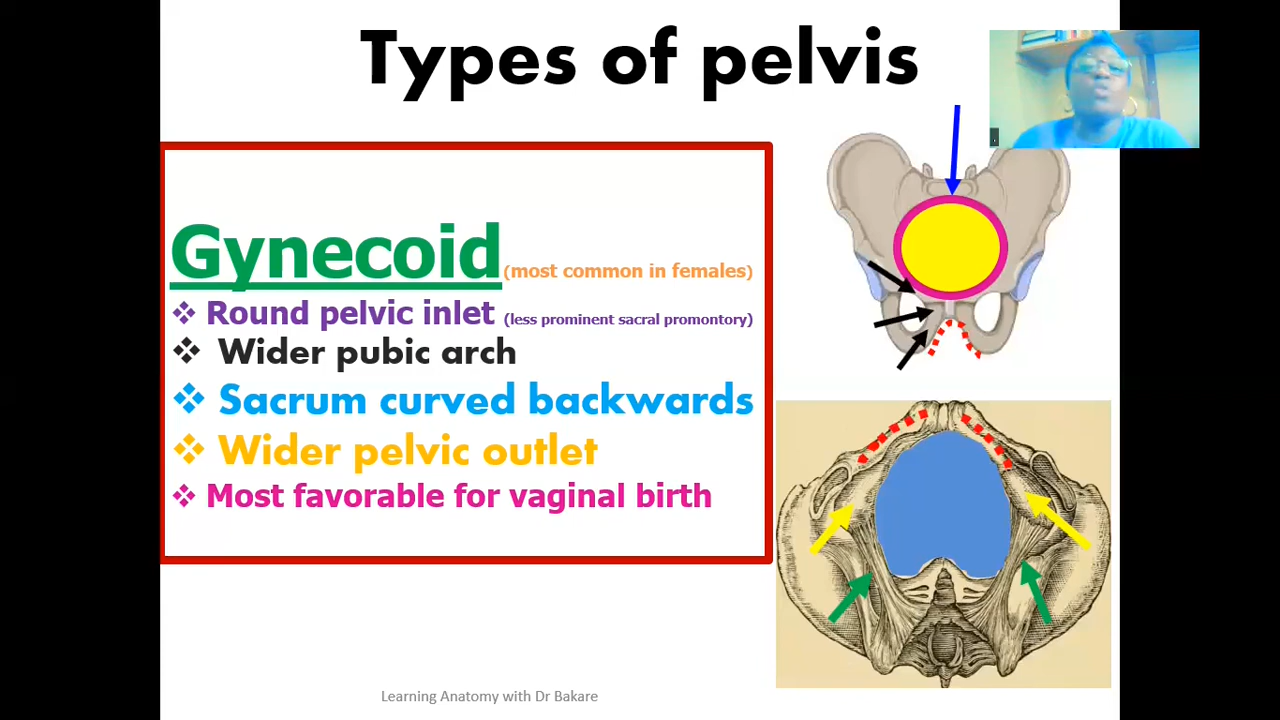 Types of pelvis
Gynecoid (most common in females)
❖ Round pelvic inlet (less prominent sacral promontory)
❖ Wider pubic arch
❖ Sacrum curved backwards
❖ Wider pelvic outlet
❖ Most favorable for vaginal birth
Learning Anatomy with Dr Bakare